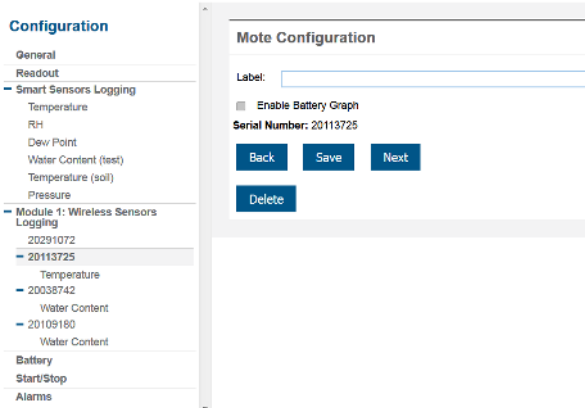 Configuration
General
Readout
Smart Sensors Logging
Temperature
RH
Dew Point
Water Content (test)
Temperature (soil)
Pressure
Module 1: Wireless Sensors
Logging
20291072
20113725
Temperature
20038742
Water Content
20109180
Water Content
Battery
Start/Stop
Alarms
Mote Configuration
Label:
Enable Battery Graph
Serial Number: 20113725
Back Save Next
Delete